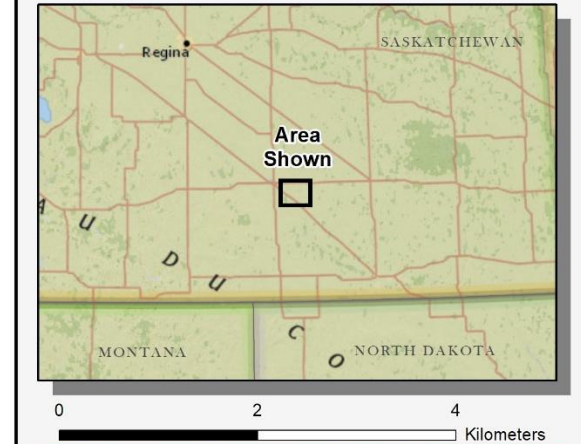 Regina
SASKATCHEWAN
Area
Shown
A U D U
C O
MONTANA
NORTH DAKOTA
0 2 4
Kilometers